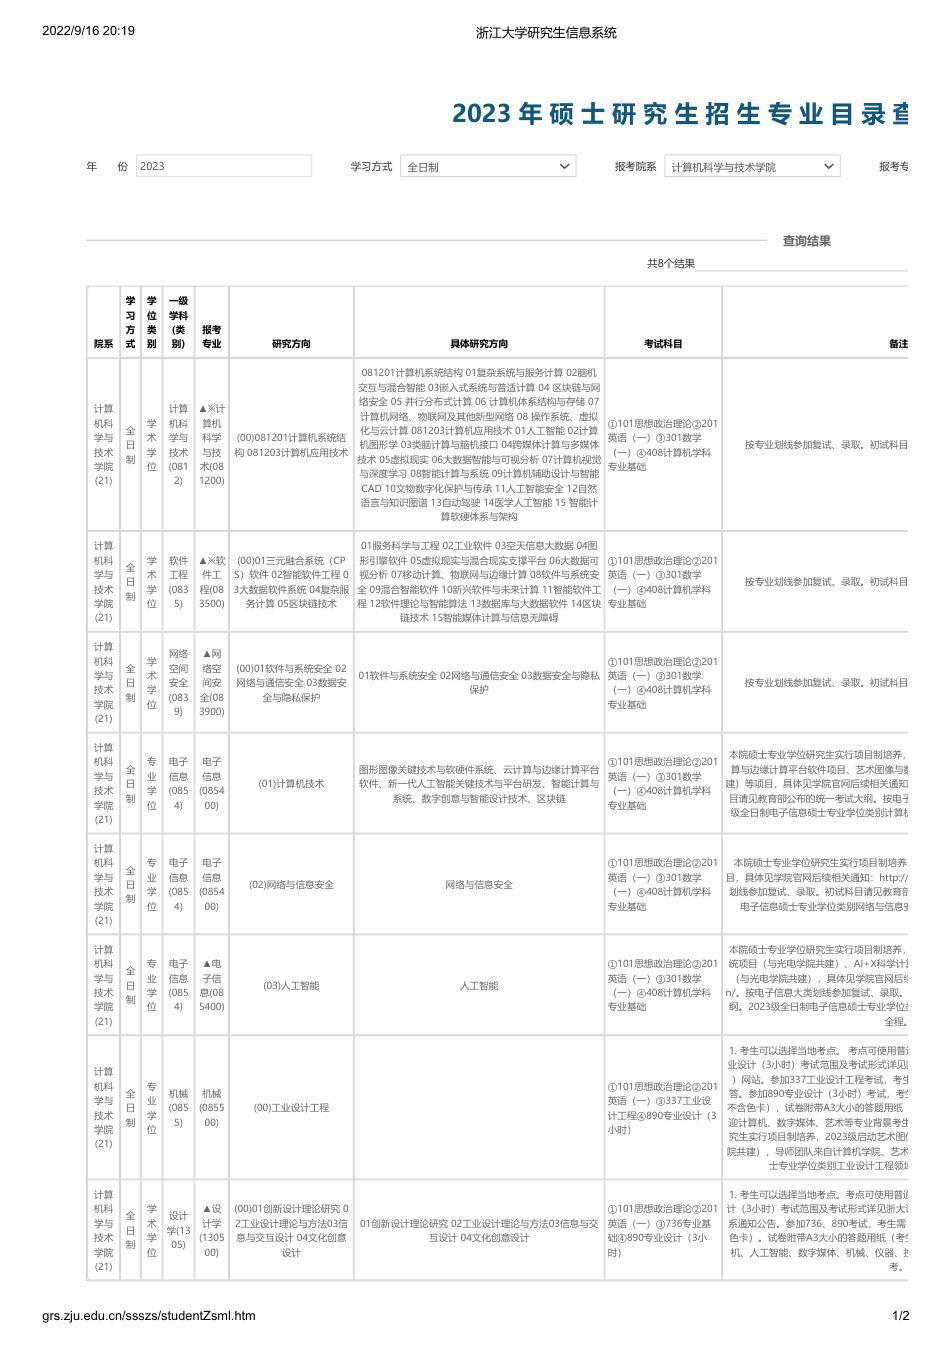 2022/9/16 20:19
浙江大学研究生信息系统
2023 年 硕 士 研 究 生 招 生 专 业 目 录 查
年 份 2023 学习方式 全日制 报考院系 计算机科学与技术学院 报考专
查询结果
共8个结果
院系
学
习
方
式
学
位
类
别
一级
学科
(类
别)
报考
专业
研究方向
具体研究方向
考试科目
备注
计算
机科
学与
技术
学院
(21)
全
日
制
学
术
学
位
计算
机科
学与
技术
(081
2)
▲※计
算机
科学
与技
术(08
1200)
(00)081201计算机系统结
构 081203计算机应用技术
081201计算机系统结构 01复杂系统与服务计算 02脑机
交互与混合智能 03嵌入式系统与普适计算 04 区块链与网
络安全 05 并行分布式计算 06 计算机体系结构与存储 07
计算机网络、物联网及其他新型网络 08 操作系统、虚拟
化与云计算 081203计算机应用技术 01人工智能 02计算
机图形学 03类脑计算与脑机接口 04跨媒体计算与多媒体
技术 05虚拟现实 06大数据智能与可视分析 07计算机视觉
与深度学习 08智能计算与系统 09计算机辅助设计与智能
CAD 10文物数字化保护与传承 11人工智能安全 12自然
语言与知识图谱 13自动驾驶 14医学人工智能 15 智能计
算软硬体系与架构
①101思想政治理论②201
英语（一）③301数学
（一）④408计算机学科
专业基础
按专业划线参加复试、录取。初试科目
计算
机科
学与
技术
学院
(21)
全
日
制
学
术
学
位
软件
工程
(083
5)
▲※软
件工
程(08
3500)
(00)01三元融合系统（CP
S）软件 02智能软件工程 0
3大数据软件系统 04复杂服
务计算 05区块链技术
01服务科学与工程 02工业软件 03空天信息大数据 04图
形引擎软件 05虚拟现实与混合现实支撑平台 06大数据可
视分析 07移动计算、物联网与边缘计算 08软件与系统安
全 09混合智能软件 10新兴软件与未来计算 11智能软件工
程 12软件理论与智能算法 13数据库与大数据软件 14区块
链技术 15智能媒体计算与信息无障碍
①101思想政治理论②201
英语（一）③301数学
（一）④408计算机学科
专业基础
按专业划线参加复试、录取。初试科目
计算
机科
学与
技术
学院
(21)
全
日
制
学
术
学
位
网络
空间
安全
(083
9)
▲网
络空
间安
全(08
3900)
(00)01软件与系统安全 02
网络与通信安全 03数据安
全与隐私保护
01软件与系统安全 02网络与通信安全 03数据安全与隐私
保护
①101思想政治理论②201
英语（一）③301数学
（一）④408计算机学科
专业基础
按专业划线参加复试、录取。初试科目
计算
机科
学与
技术
学院
(21)
全
日
制
专
业
学
位
电子
信息
(085
4)
电子
信息
(0854
00)
(01)计算机技术
图形图像关键技术与软硬件系统、云计算与边缘计算平台
软件、新一代人工智能关键技术与平台研发、智能计算与
系统、数字创意与智能设计技术、区块链
①101思想政治理论②201
英语（一）③301数学
（一）④408计算机学科
专业基础
本院硕士专业学位研究生实行项目制培养，
算与边缘计算平台软件项目、艺术图像与数
建）等项目，具体见学院官网后续相关通知
目请见教育部公布的统一考试大纲。按电子
级全日制电子信息硕士专业学位类别计算机
计算
机科
学与
技术
学院
(21)
全
日
制
专
业
学
位
电子
信息
(085
4)
电子
信息
(0854
00)
(02)网络与信息安全
网络与信息安全
①101思想政治理论②201
英语（一）③301数学
（一）④408计算机学科
专业基础
本院硕士专业学位研究生实行项目制培养
目，具体见学院官网后续相关通知：http://
划线参加复试、录取。初试科目请见教育部
电子信息硕士专业学位类别网络与信息安
计算
机科
学与
技术
学院
(21)
全
日
制
专
业
学
位
电子
信息
(085
4)
▲电
子信
息(08
5400)
(03)人工智能
人工智能
①101思想政治理论②201
英语（一）③301数学
（一）④408计算机学科
专业基础
本院硕士专业学位研究生实行项目制培养，
统项目（与光电学院共建）、AI+X科学计算
（与光电学院共建），具体见学院官网后续
n/。按电子信息大类划线参加复试、录取。
纲。2023级全日制电子信息硕士专业学位类
全程。
计算
机科
学与
技术
学院
(21)
全
日
制
专
业
学
位
机械
(085
5)
机械
(0855
00)
(00)工业设计工程
①101思想政治理论②201
英语（一）③337工业设
计工程④890专业设计（3
小时）
1. 考生可以选择当地考点。 考点可使用普通
业设计（3小时）考试范围及考试形式详见
）网站。参加337工业设计工程考试，考生
答。参加890专业设计（3小时）考试，考生
不含色卡），试卷附带A3大小的答题用纸
迎计算机、数字媒体、艺术等专业背景考生
究生实行项目制培养，2023级启动艺术图像
院共建），导师团队来自计算机学院、艺术
士专业学位类别工业设计工程领域
计算
机科
学与
技术
学院
(21)
全
日
制
学
术
学
位
设计
学(13
05)
▲设
计学
(1305
00)
(00)01创新设计理论研究 0
2工业设计理论与方法03信
息与交互设计 04文化创意
设计
01创新设计理论研究 02工业设计理论与方法03信息与交
互设计 04文化创意设计
①101思想政治理论②201
英语（一）③736专业基
础④890专业设计（3小
时）
1. 考生可以选择当地考点。考点可使用普通
计（3小时）考试范围及考试形式详见浙大
系通知公告。参加736、890考试，考生需
色卡）。试卷附带A3大小的答题用纸（考生
机、人工智能、数字媒体、机械、仪器、技
考。
grs.zju.edu.cn/ssszs/studentZsml.htm
1/2